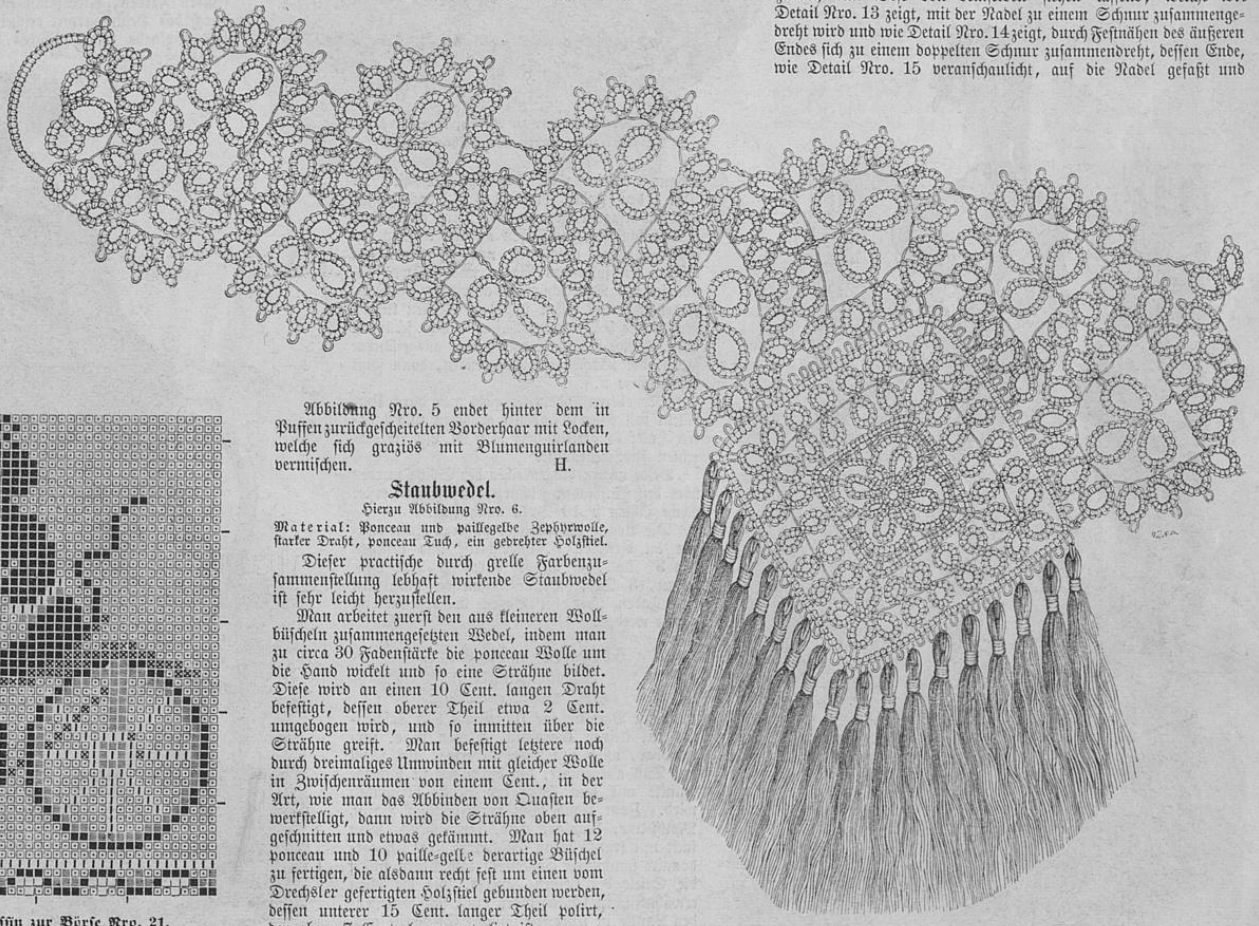 Detail Nro. 13 zeigt, mit der Nadel zu einem Schnur zusammenge-
dreht wird und wie Detail Nro. 14 zeigt, durch Festnähen des äußeren
Endes sich zu einem doppelten Schnur zusammendreht, dessen Ende,
wie Detail Nro. 15 veranschaulicht, auf die Nadel gefaßt und
Abbildung Nro. 5 endet hinter dem in
Puffen zurückgescheitelten Vorderhaar mit Locken,
welche sich graziös mit Blumenguirlanden
vermischen. H.
Staubwedel.
Hierzu Abbildung Nro. 6.
Material: Ponceau und paillegelbe Zephyrwolle,
starker Draht, ponceau Tuch, ein gedrehter Holzstiel.
Dieser practische durch grelle Farbenzu-
sammenstellung lebhaft wirkende Staubwedel
ist sehr leicht herzustellen.
Man arbeitet zuerst den aus kleineren Woll-
büscheln zusammengesetzten Wedel, indem man
zu circa 30 Fadenstärke die ponceau Wolle um
die Hand wickelt und so eine Strähne bildet.
Diese wird an einen 10 Cent. langen Draht
befestigt, dessen oberer Theil etwa 2 Cent.
umgebogen wird, und so inmitten über die
Strähne greift. Man befestigt letztere noch
durch dreimaliges Umwinden mit gleicher Wolle
in Zwischenräumen von einem Cent., in der
Art, wie man das Abbinden von Quasten be-
werkstelligt, dann wird die Strähne oben auf-
geschnitten und etwas gekämmt. Man hat 12
ponceau und 10 paille-gelbe derartige Büschel
zu fertigen, die alsdann recht fest um einen vom
Drechsler gefertigten Holzstiel gebunden werden,
dessen unterer 15 Cent. langer Theil polirt,
zur Börse Nro. 21.